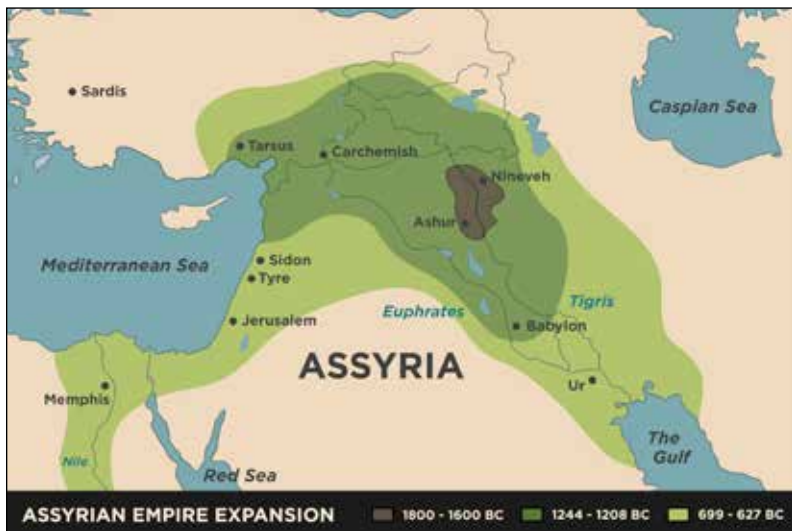 Sardis
Caspian Sea
Tarsus
Carchemish
Nineveh
Ashur
Mediterranean Sea
Sidon
Tyre
Euphrates
Tigris
Jerusalem
Babylon
ASSYRIA
Ur
Memphis
The
Gulf
Nile
Red Sea
ASSYRIAN EMPIRE EXPANSION 1800 - 1600 BC 1244 - 1208 BC 699 - 627 BC